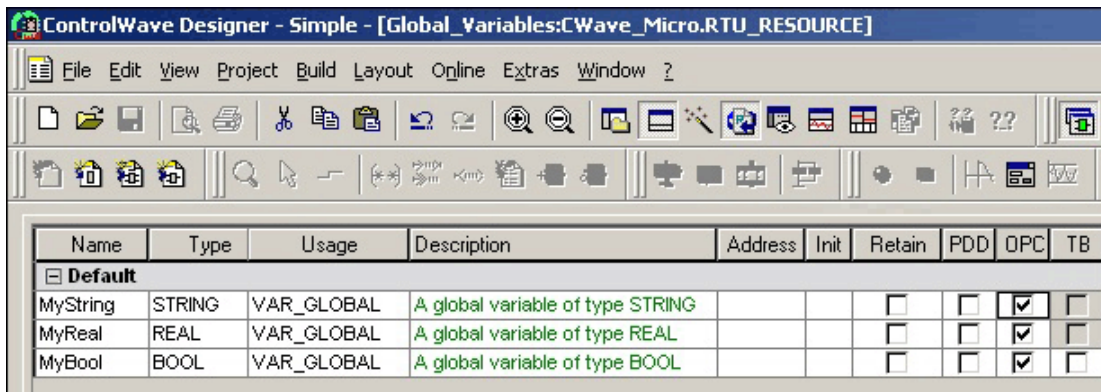 ControlWave Designer - Simple - [Global_Variables:CWave_Micro.RTU_RESOURCE]
File Edit View Project Build Layout Online Extras Window ?
Name Type Usage Description Address Init Retain PDD OPC TB
Default
MyString STRING VAR_GLOBAL A global variable of type STRING
MyReal REAL VAR_GLOBAL A global variable of type REAL
MyBool BOOL VAR_GLOBAL A global variable of type BOOL